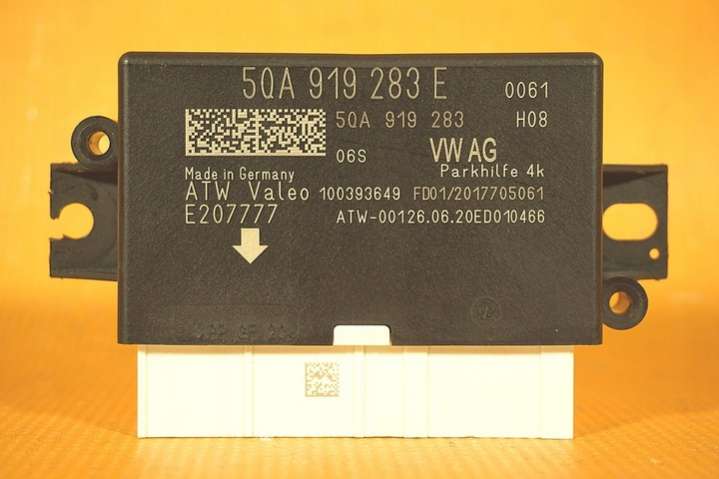 5QA 919 283 E 0061
5QA 919 283 H08
06S VW AG
Parkhilfe 4k
Made in Germany
ATW Valeo 100393649 FD01/2017705061
E207777 ATW-00126.06.20ED010466